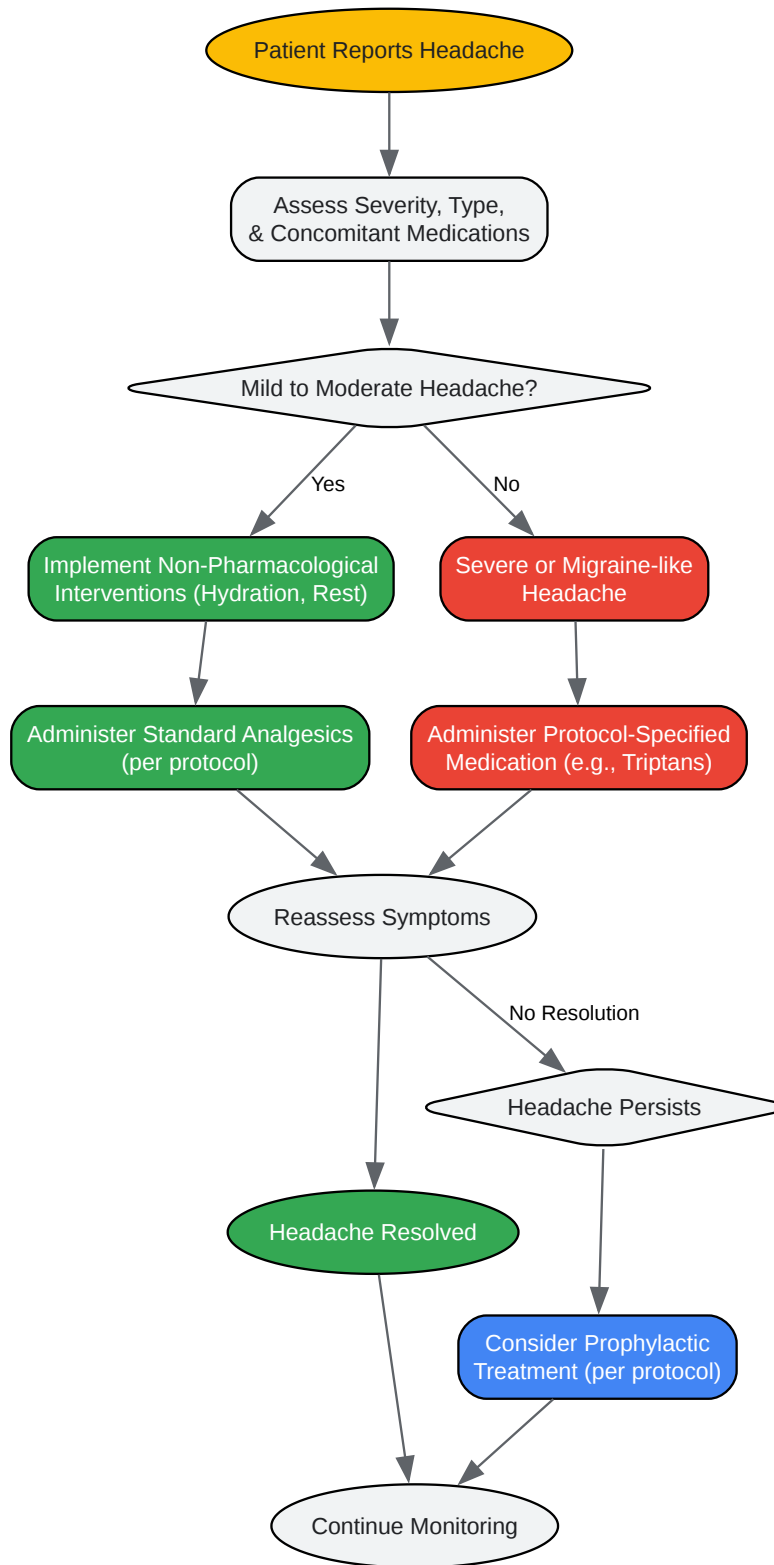 Patient Reports Headache
Assess Severity, Type,
& Concomitant Medications
Mild to Moderate Headache?
Yes
No
Implement Non-Pharmacological
Interventions (Hydration, Rest)
Severe or Migraine-like
Headache
Administer Standard Analgesics
(per protocol)
Administer Protocol-Specified
Medication (e.g., Triptans)
Reassess Symptoms
No Resolution
Headache Persists
Headache Resolved
Consider Prophylactic
Treatment (per protocol)
Continue Monitoring